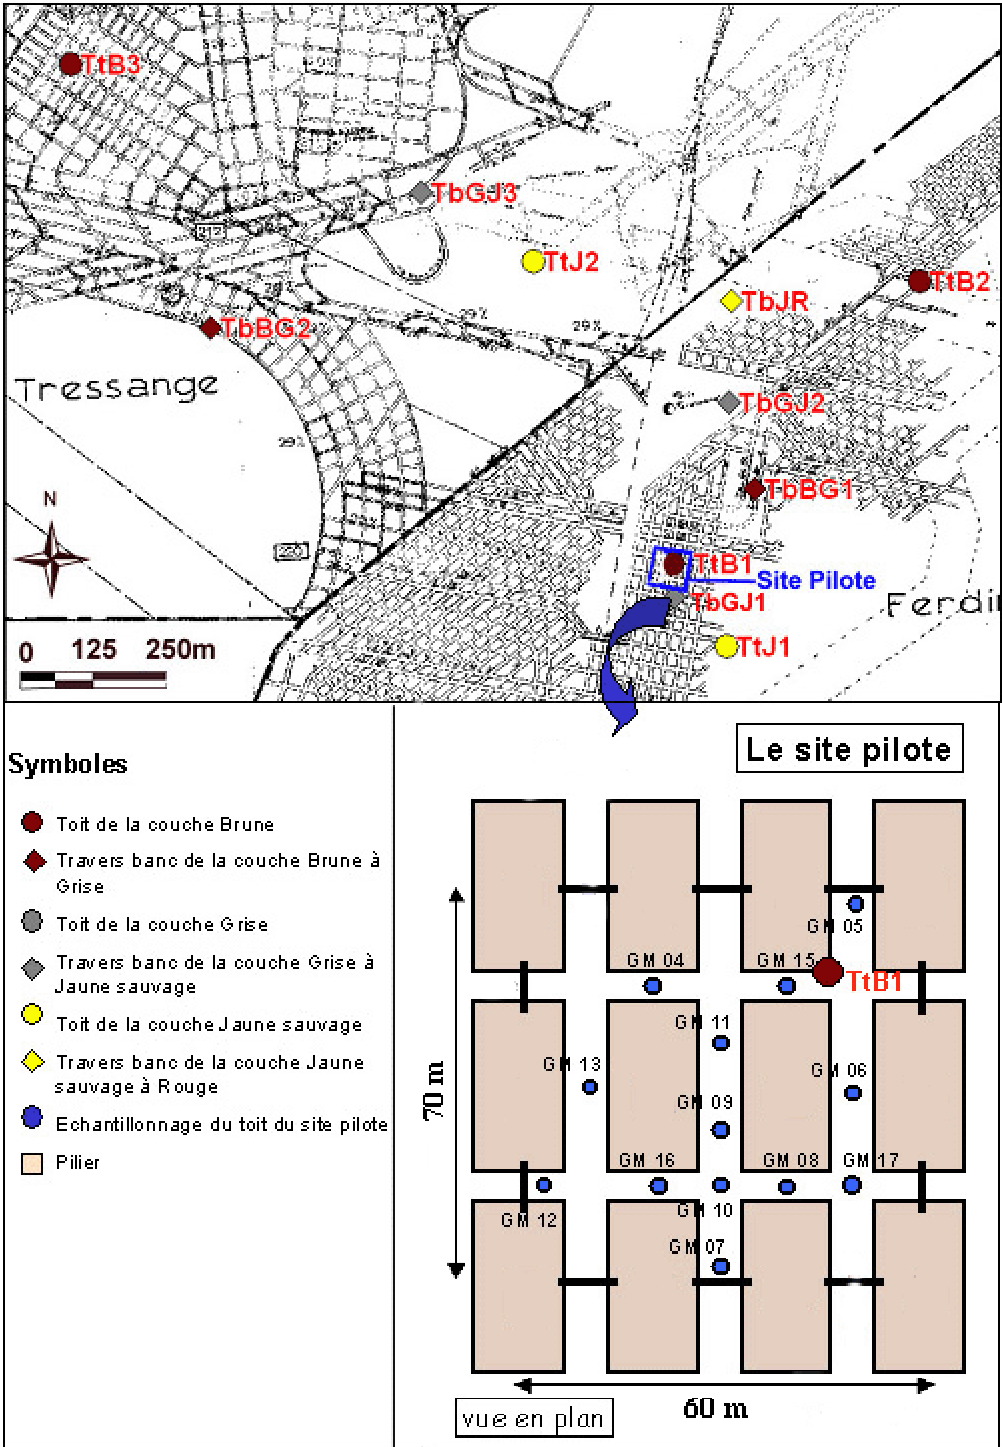 TtB3
TbGJ3
TtJ2
TtB2
TbJR
TbBG2
29%
29%
Tressange
TbGJ2
29%
TbBG1
N
TtB1
Site Pilote
TbGJ1
Ferdi
TtJ1
0 125 250m
Symboles
Toit de la couche Brune
Travers banc de la couche Brune à
Grise
Toit de la couche Grise
Travers banc de la couche Grise à
Jaune sauvage
Toit de la couche Jaune sauvage
Travers banc de la couche Jaune
sauvage à Rouge
Echantillonnage du toit du site pilote
Pilier
Le site pilote
GM 05
GM 04
GM 15
TtB1
GM 11
GM 13
GM 06
GM 09
70 m
GM 16
GM 08
GM 17
GM 12
GM 10
GM 07
60 m
vue en plan